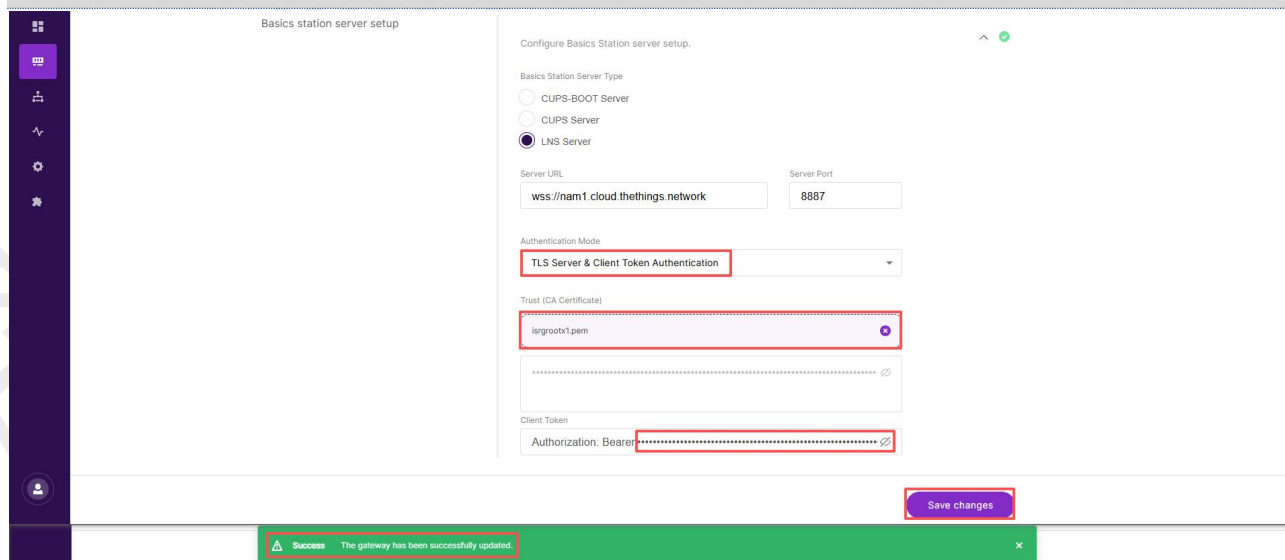 Basics station server setup
Configure Basics Station server setup.
Basics Station Server Type
CUPS-BOOT Server
CUPS Server
LNS Server
Server URL
Server Port
wss://nam1.cloud.thethings.network
8887
Authentication Mode
TLS Server & Client Token Authentication
Trust (CA Certificate)
isrgrootx1.pem
Client Token
Authorization: Bearer
Save changes
Success The gateway has been successfully updated.